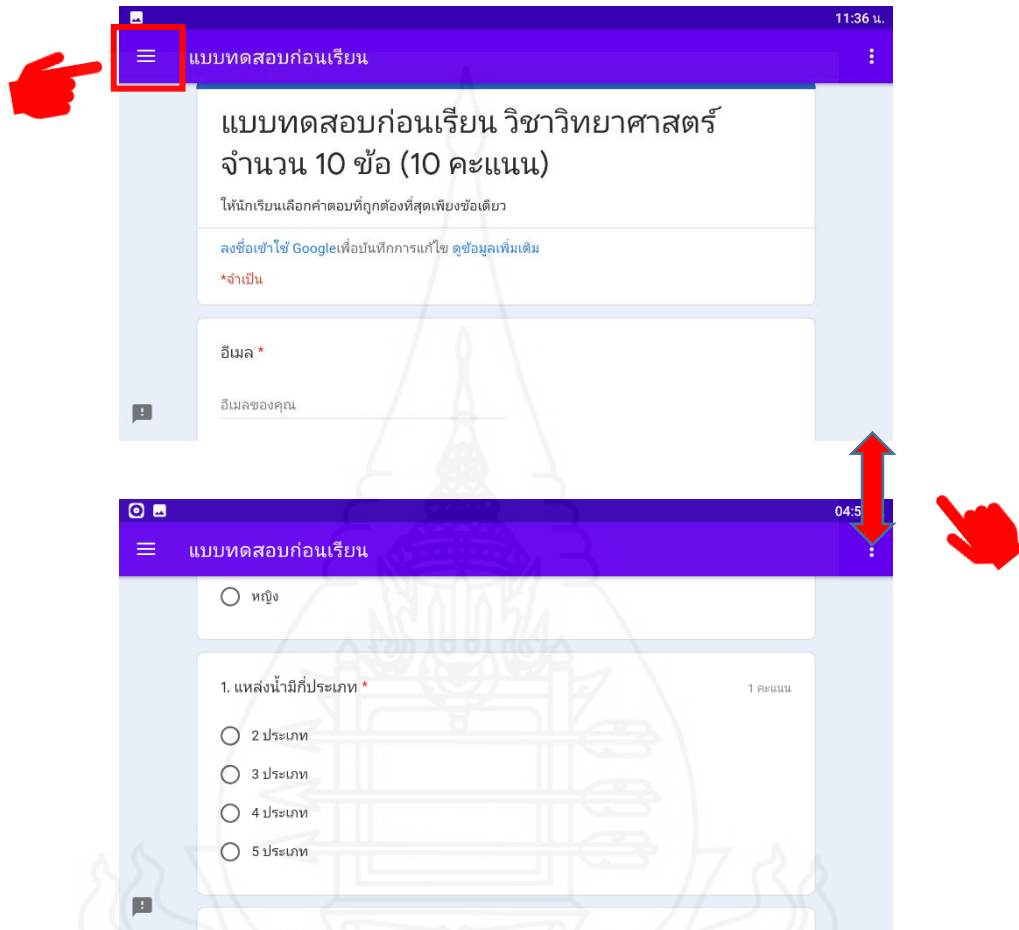 11:36 น.
แบบทดสอบก่อนเรียน
แบบทดสอบก่อนเรียน วิชาวิทยาศาสตร์
จำนวน 10 ข้อ (10 คะแนน)
ให้นักเรียนเลือกคำตอบที่ถูกต้องที่สุดเพียงข้อเดียว
ลงชื่อเข้าใช้ Googleเพื่อบันทึกการแก้ไข ดูข้อมูลเพิ่มเติม
*จำเป็น
อีเมล *
อีเมลของคุณ
04:5
แบบทดสอบก่อนเรียน
หญิง
1. แหล่งน้ำมีกี่ประเภท * 1 คะแนน
2 ประเภท
3 ประเภท
4 ประเภท
5 ประเภท